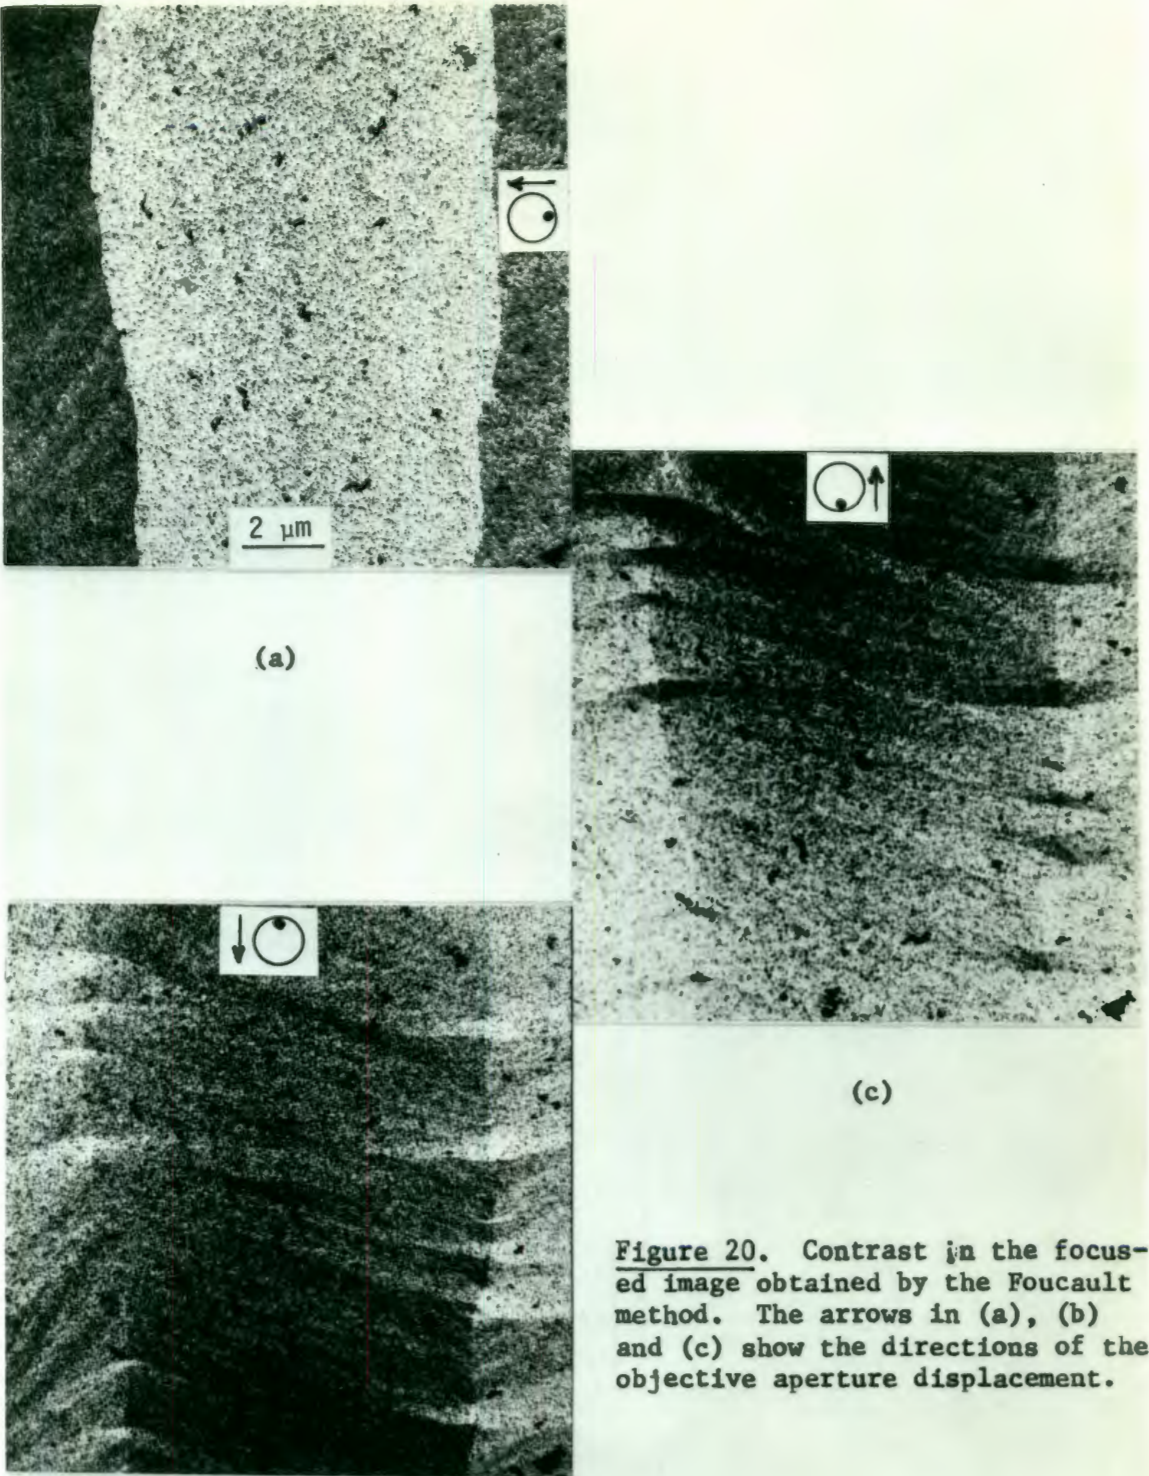 2 μm
(a)
(c)
Figure 20. Contrast in the focus-
ed image obtained by the Foucault
method. The arrows in (a), (b)
and (c) show the directions of the
objective aperture displacement.